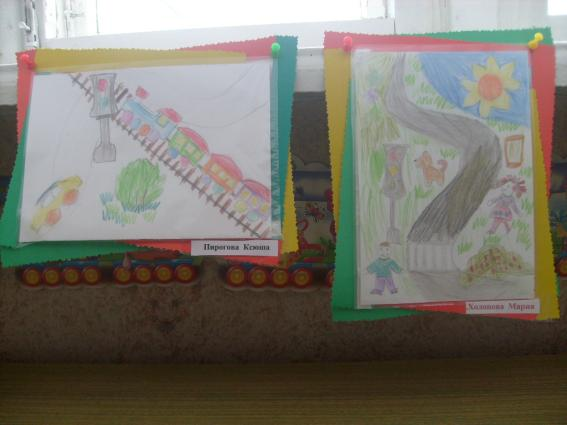 Пирогова Ксюша
Холопова Мария